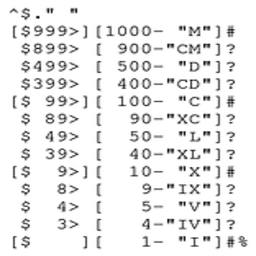 ^$." "
[$999>][1000- "M"]#
$899>[ 900-"CM"]?
$499>[ 500- "D"]?
$399>[ 400-"CD"]?
[$ 99>][ 100- "C"]#
$ 89>[ 90-"XC"]?
$ 49>[ 50- "L"]?
$ 39>[ 40-"XL"]?
[$ 9>][ 10- "X"]#
$ 8>[ 9-"IX"]?
$ 4>[ 5- "V"]?
$ 3>[ 4-"IV"]?
[$ ][ 1- "I"]#%